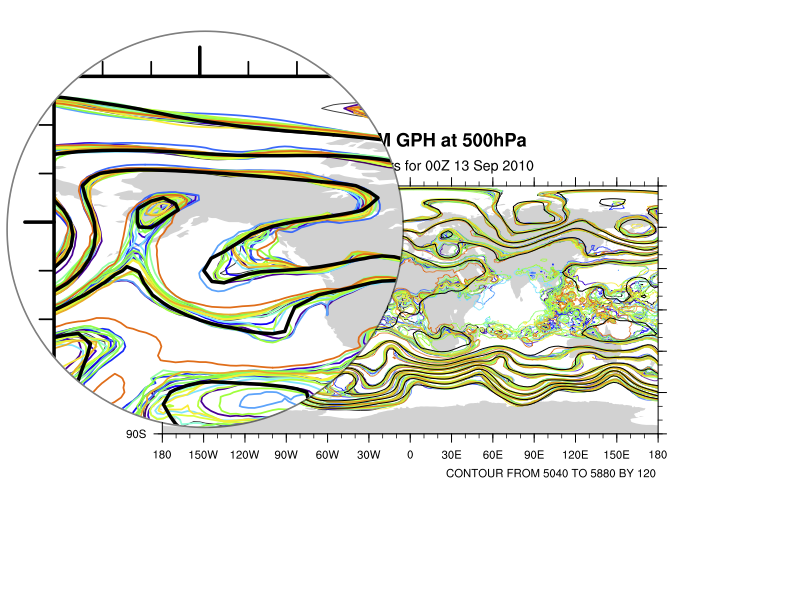 GPH at 500hPa
for 00Z 13 Sep 2010
90S
180 150W 120W 90W 60W 30W 0 30E 60E 90E 120E 150E 180
CONTOUR FROM 5040 TO 5880 BY 120